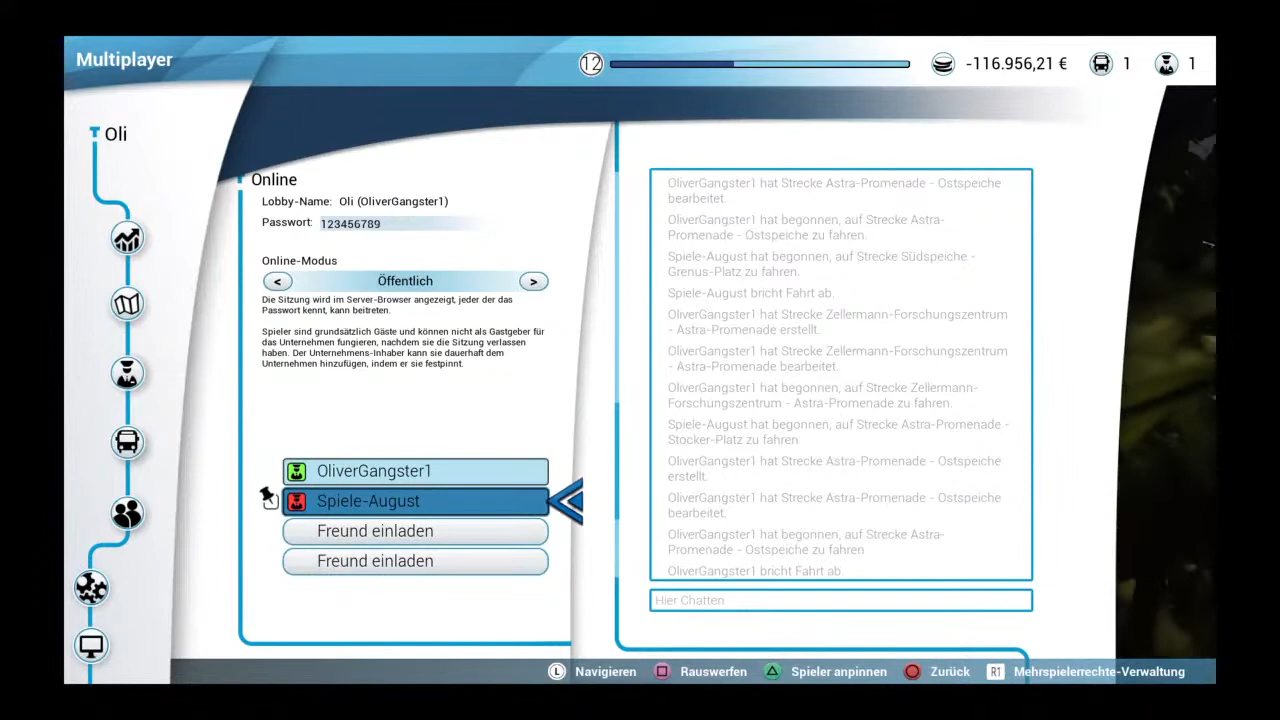 Multiplayer
12
-116.956,21 €
1
1
Oli
Online
Lobby-Name: Oli (OliverGangster1)
Passwort: 123456789
Online-Modus
< Öffentlich >
Die Sitzung wird im Server-Browser angezeigt, jeder der das
Passwort kennt, kann beitreten.
Spieler sind grundsätzlich Gäste und können nicht als Gastgeber für
das Unternehmen fungieren, nachdem sie die Sitzung verlassen
haben. Der Unternehmens-Inhaber kann sie dauerhaft dem
Unternehmen hinzufügen, indem er sie festpinnt.
OliverGangster1
Spiele-August
Freund einladen
Freund einladen
OliverGangster1 hat Strecke Astra-Promenade - Ostspeiche
bearbeitet.
OliverGangster1 hat begonnen, auf Strecke Astra-
Promenade - Ostspeiche zu fahren.
Spiele-August hat begonnen, auf Strecke Südspeiche -
Grenus-Platz zu fahren.
Spiele-August bricht Fahrt ab.
OliverGangster1 hat Strecke Zellermann-Forschungszentrum
- Astra-Promenade erstellt.
OliverGangster1 hat Strecke Zellermann-Forschungszentrum
- Astra-Promenade bearbeitet.
OliverGangster1 hat begonnen, auf Strecke Zellermann-
Forschungszentrum - Astra-Promenade zu fahren.
Spiele-August hat begonnen, auf Strecke Astra-Promenade -
Stocker-Platz zu fahren
OliverGangster1 hat Strecke Astra-Promenade - Ostspeiche
erstellt.
OliverGangster1 hat Strecke Astra-Promenade - Ostspeiche
bearbeitet.
OliverGangster1 hat begonnen, auf Strecke Astra-
Promenade - Ostspeiche zu fahren
OliverGangster1 bricht Fahrt ab.
Hier Chatten
L Navigieren Rauswerfen Spieler anpinnen Zurück R1 Mehrspielerrechte-Verwaltung